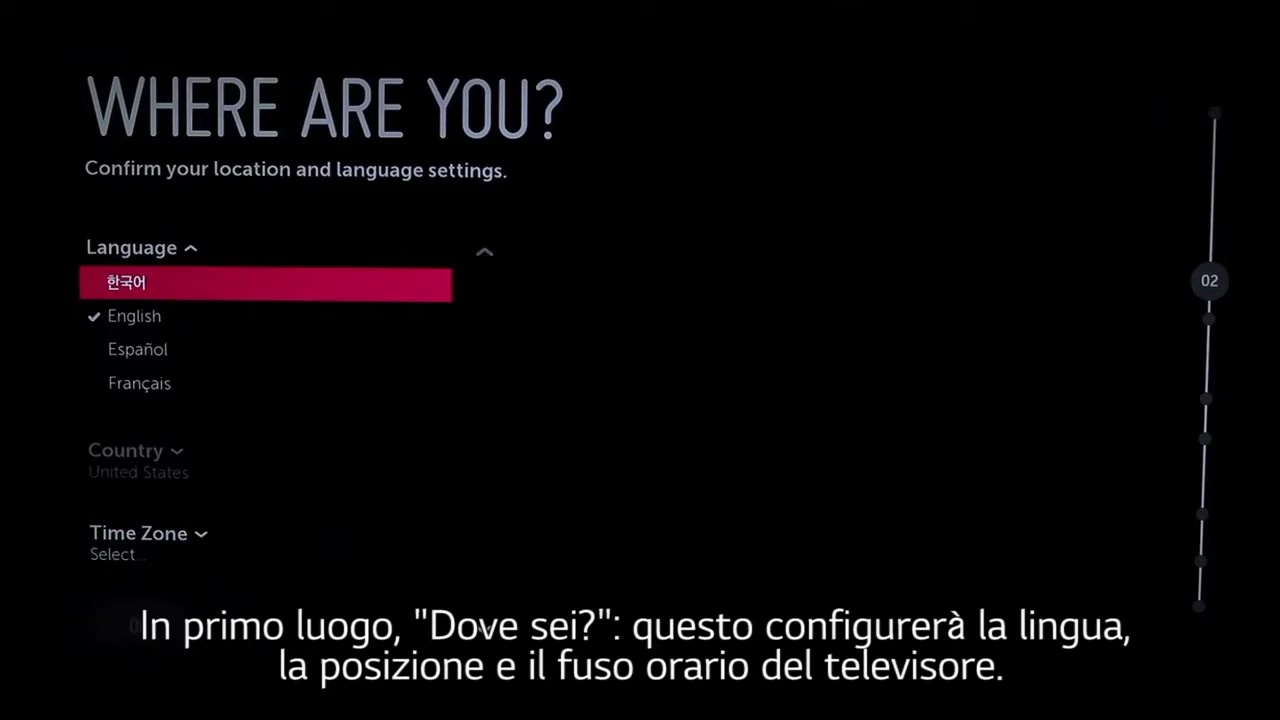 WHERE ARE YOU?
Confirm your location and language settings.
Language
한국어
English
Español
Français
Country
United States
Time Zone
Select...
02
In primo luogo, "Dove sei?": questo configurerà la lingua,
la posizione e il fuso orario del televisore.